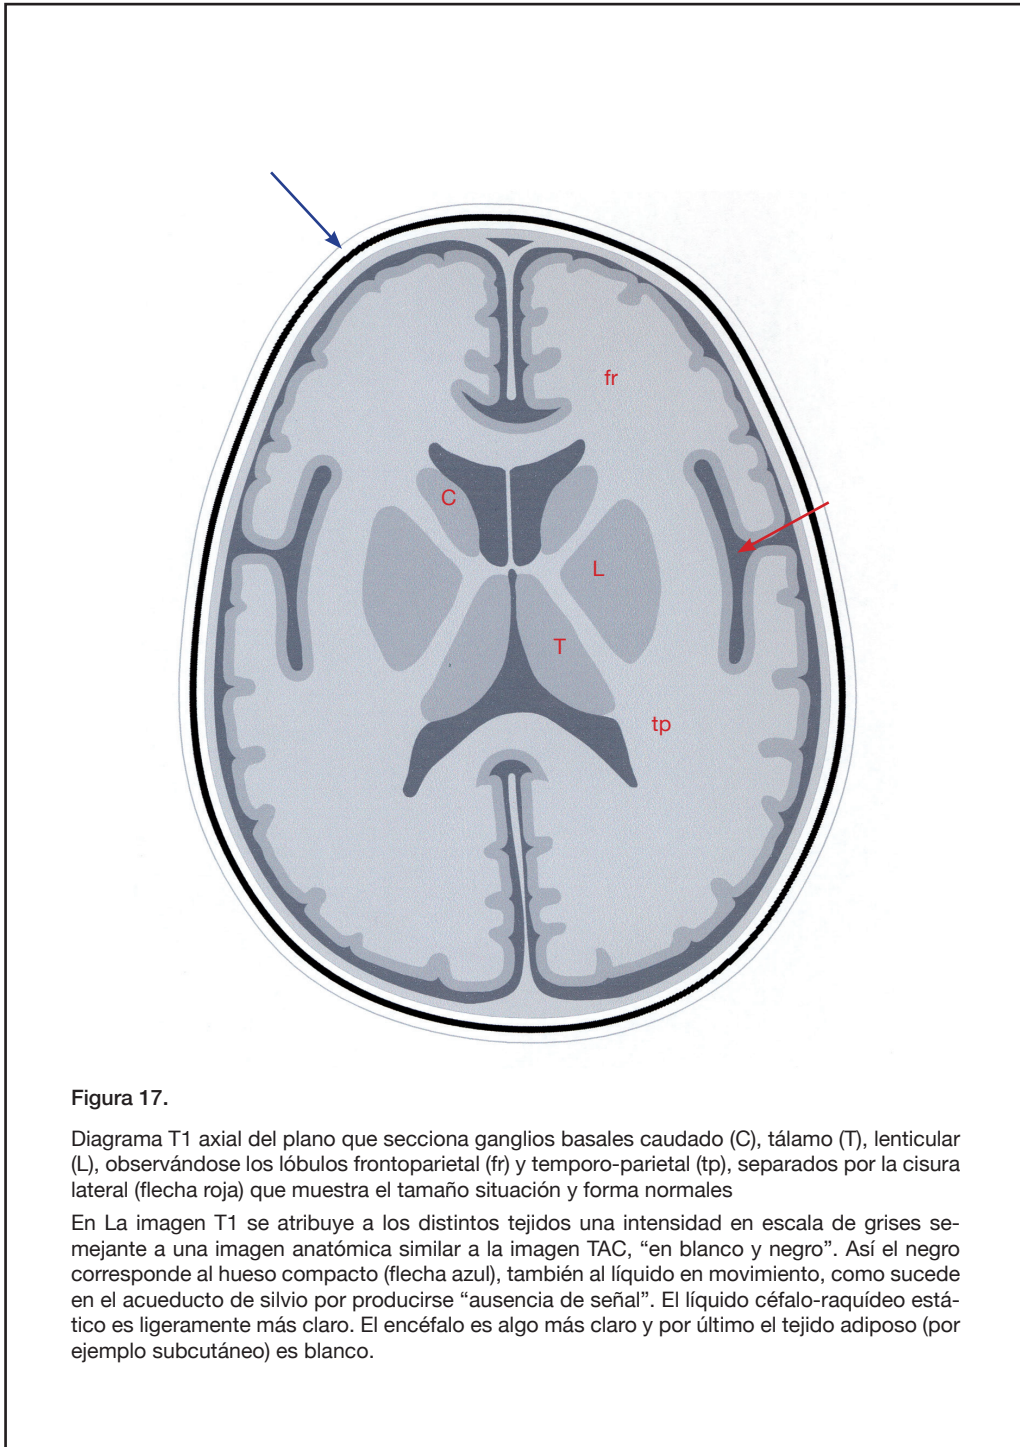 fr
C
L
T
tp
Figura 17.
Diagrama T1 axial del plano que secciona ganglios basales caudado (C), tálamo (T), lenticular
(L), observándose los lóbulos frontoparietal (fr) y temporo-parietal (tp), separados por la cisura
lateral (flecha roja) que muestra el tamaño situación y forma normales
En La imagen T1 se atribuye a los distintos tejidos una intensidad en escala de grises se-
mejante a una imagen anatómica similar a la imagen TAC, “en blanco y negro”. Así el negro
corresponde al hueso compacto (flecha azul), también al líquido en movimiento, como sucede
en el acueducto de silvio por producirse “ausencia de señal”. El líquido céfalo-raquídeo está-
tico es ligeramente más claro. El encéfalo es algo más claro y por último el tejido adiposo (por
ejemplo subcutáneo) es blanco.